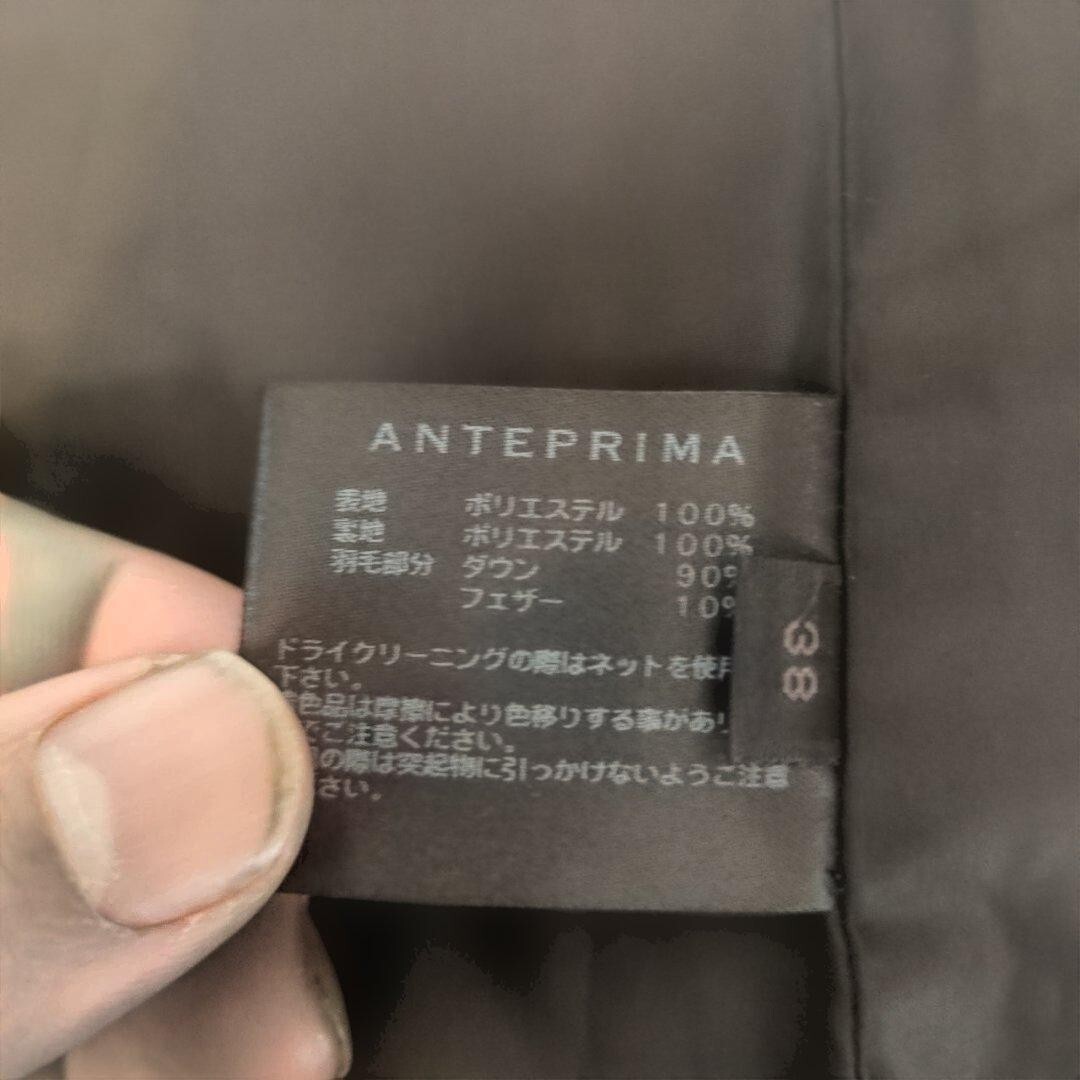 ANTEPRIMA
表地 ポリエステル 100%
裏地 ポリエステル 100%
羽毛部分 ダウン 90%
フェザー 10%
38
ドライクリーニングの際はネットを使用
下さい。
色品は摩擦により色移りする事があり
でご注意ください。
の際は突起物に引っかけないようご注意
さい。